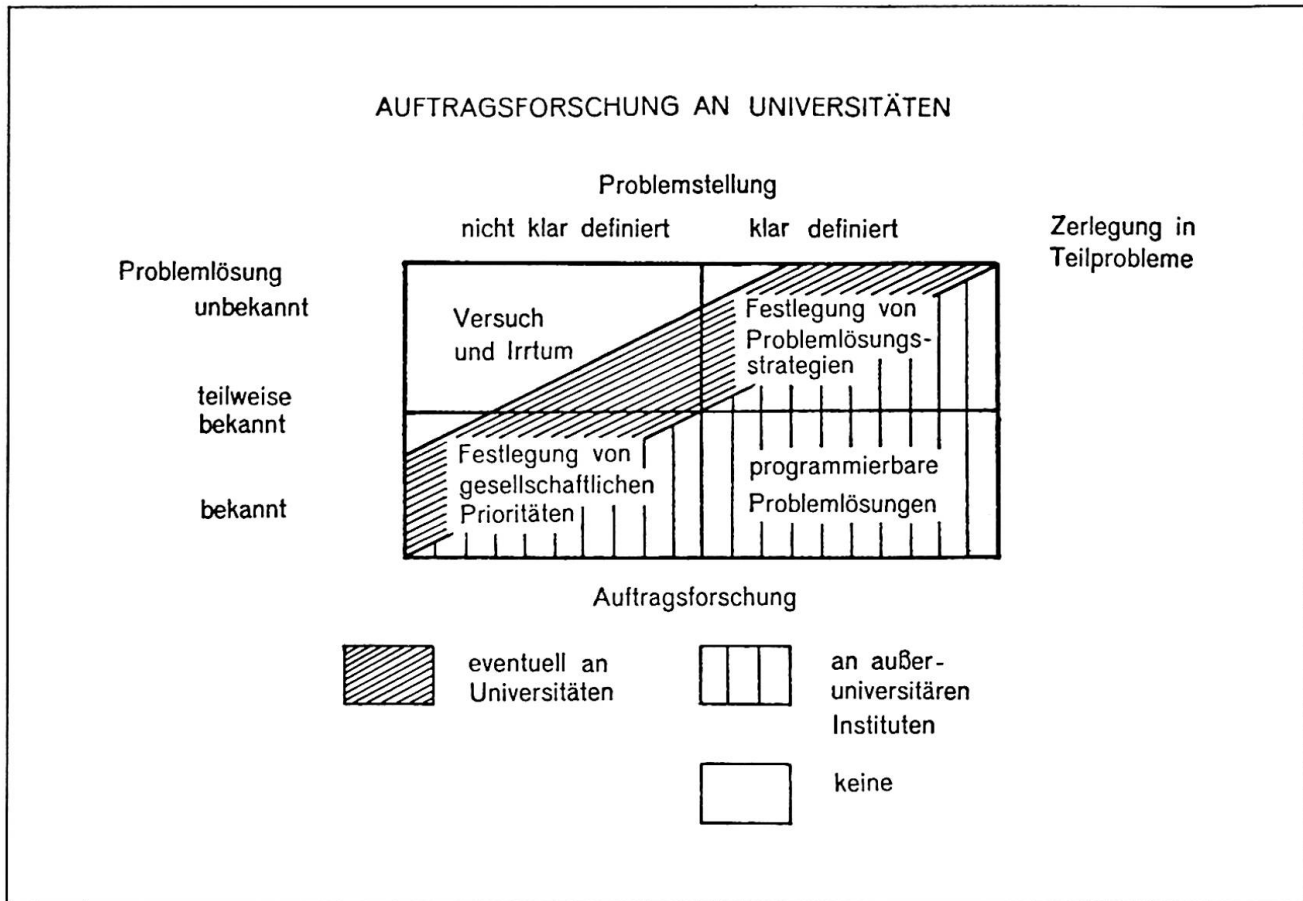 AUFTRAGSFORSCHUNG AN UNIVERSITÄTEN
Problemstellung
nicht klar definiert
klar definiert
Zerlegung in
Teilprobleme
Problemlösung
unbekannt
teilweise
bekannt
bekannt
Versuch
und Irrtum
Festlegung von
Problemlösungs-
strategien
Festlegung von
gesellschaftlichen
Prioritäten
programmierbare
Problemlösungen
Auftragsforschung
eventuell an
Universitäten
an außer-
universitären
Instituten
keine